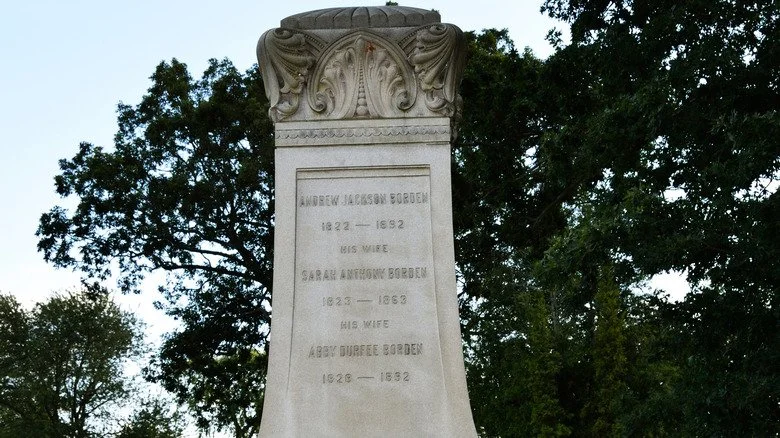 ANDREW JACKSON BORDEN
1822 — 1892
HIS WIFE
SARAH ANTHONY BORDEN
1823 — 1863
HIS WIFE
ABBY DURFEE BORDEN
1828 — 1892